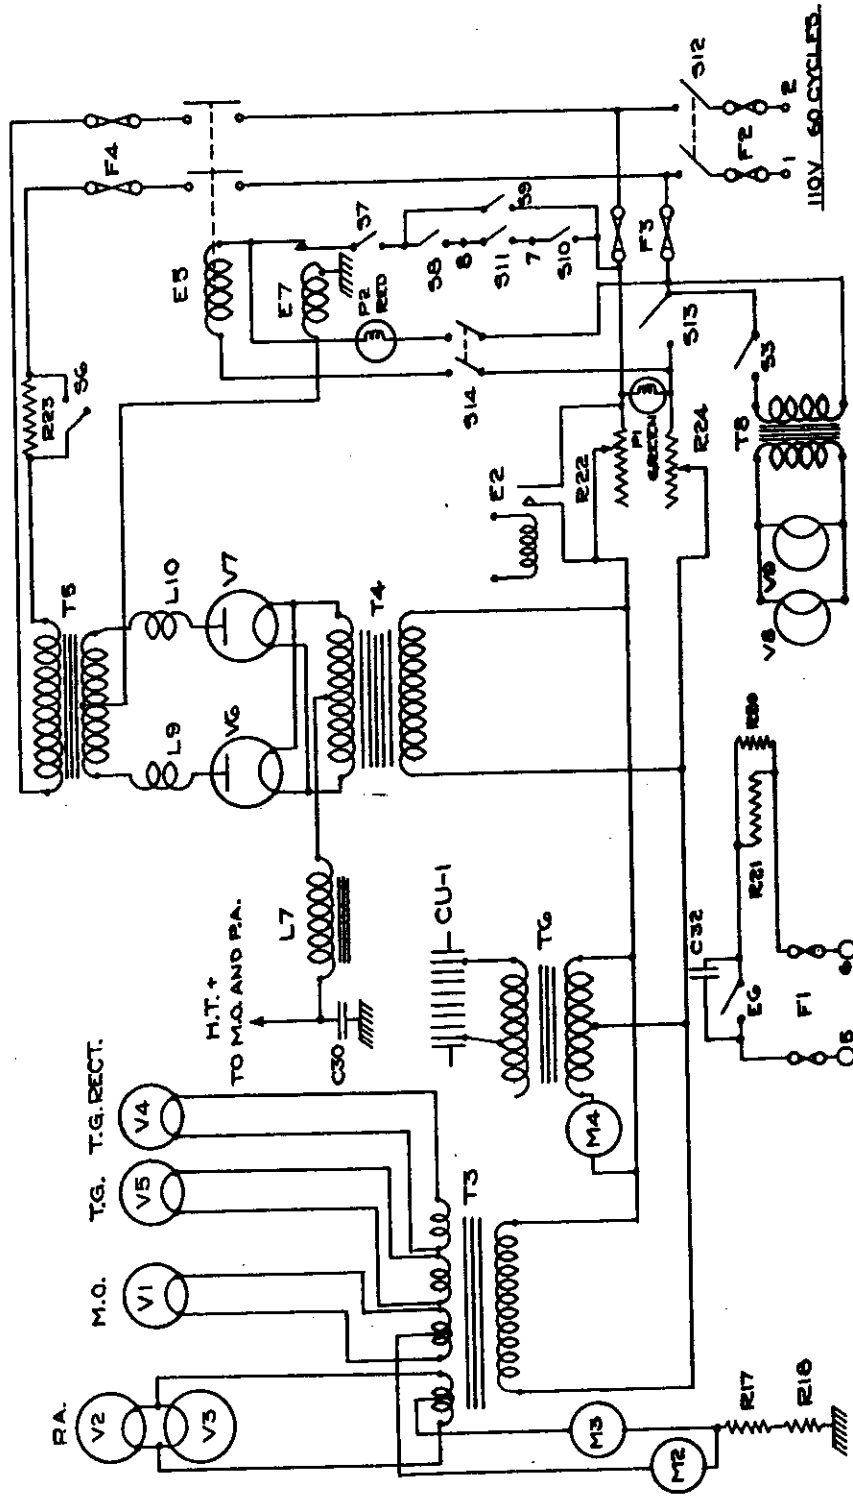 P.A.
V2
V3
M.O.
V1
T.G.
V5
T.G. RECT.
V4
H.T. +
TO M.O. AND P.A.
C30
L7
T3
M3
M2
R17
R18
CU-1
T6
M4
L9
L10
V6
V7
T5
T4
R23
S6
F4
E5
E7
P2
RED
S7
S8
8
S11
7
S10
S9
S14
E2
R22
P1
GREEN
R24
F3
S13
S3
T8
V8
V9
S12
F2
1
2
110V 60 CYCLES.
C32
E6
F1
5
6
R21